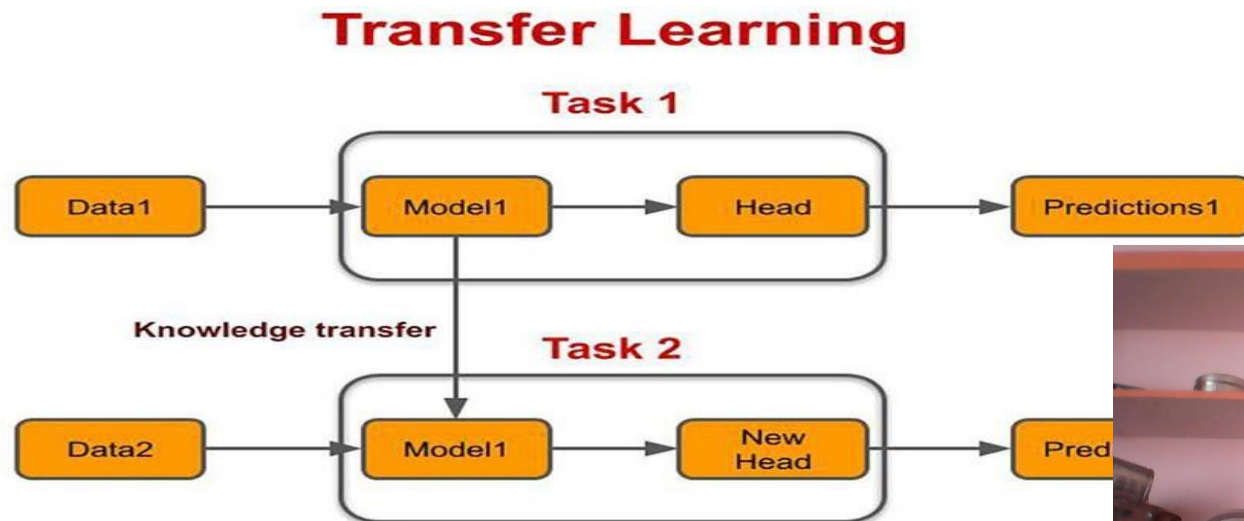 Transfer Learning
Task 1
Data1
Model1
Head
Predictions1
Knowledge transfer
Task 2
Data2
Model1
New
Head